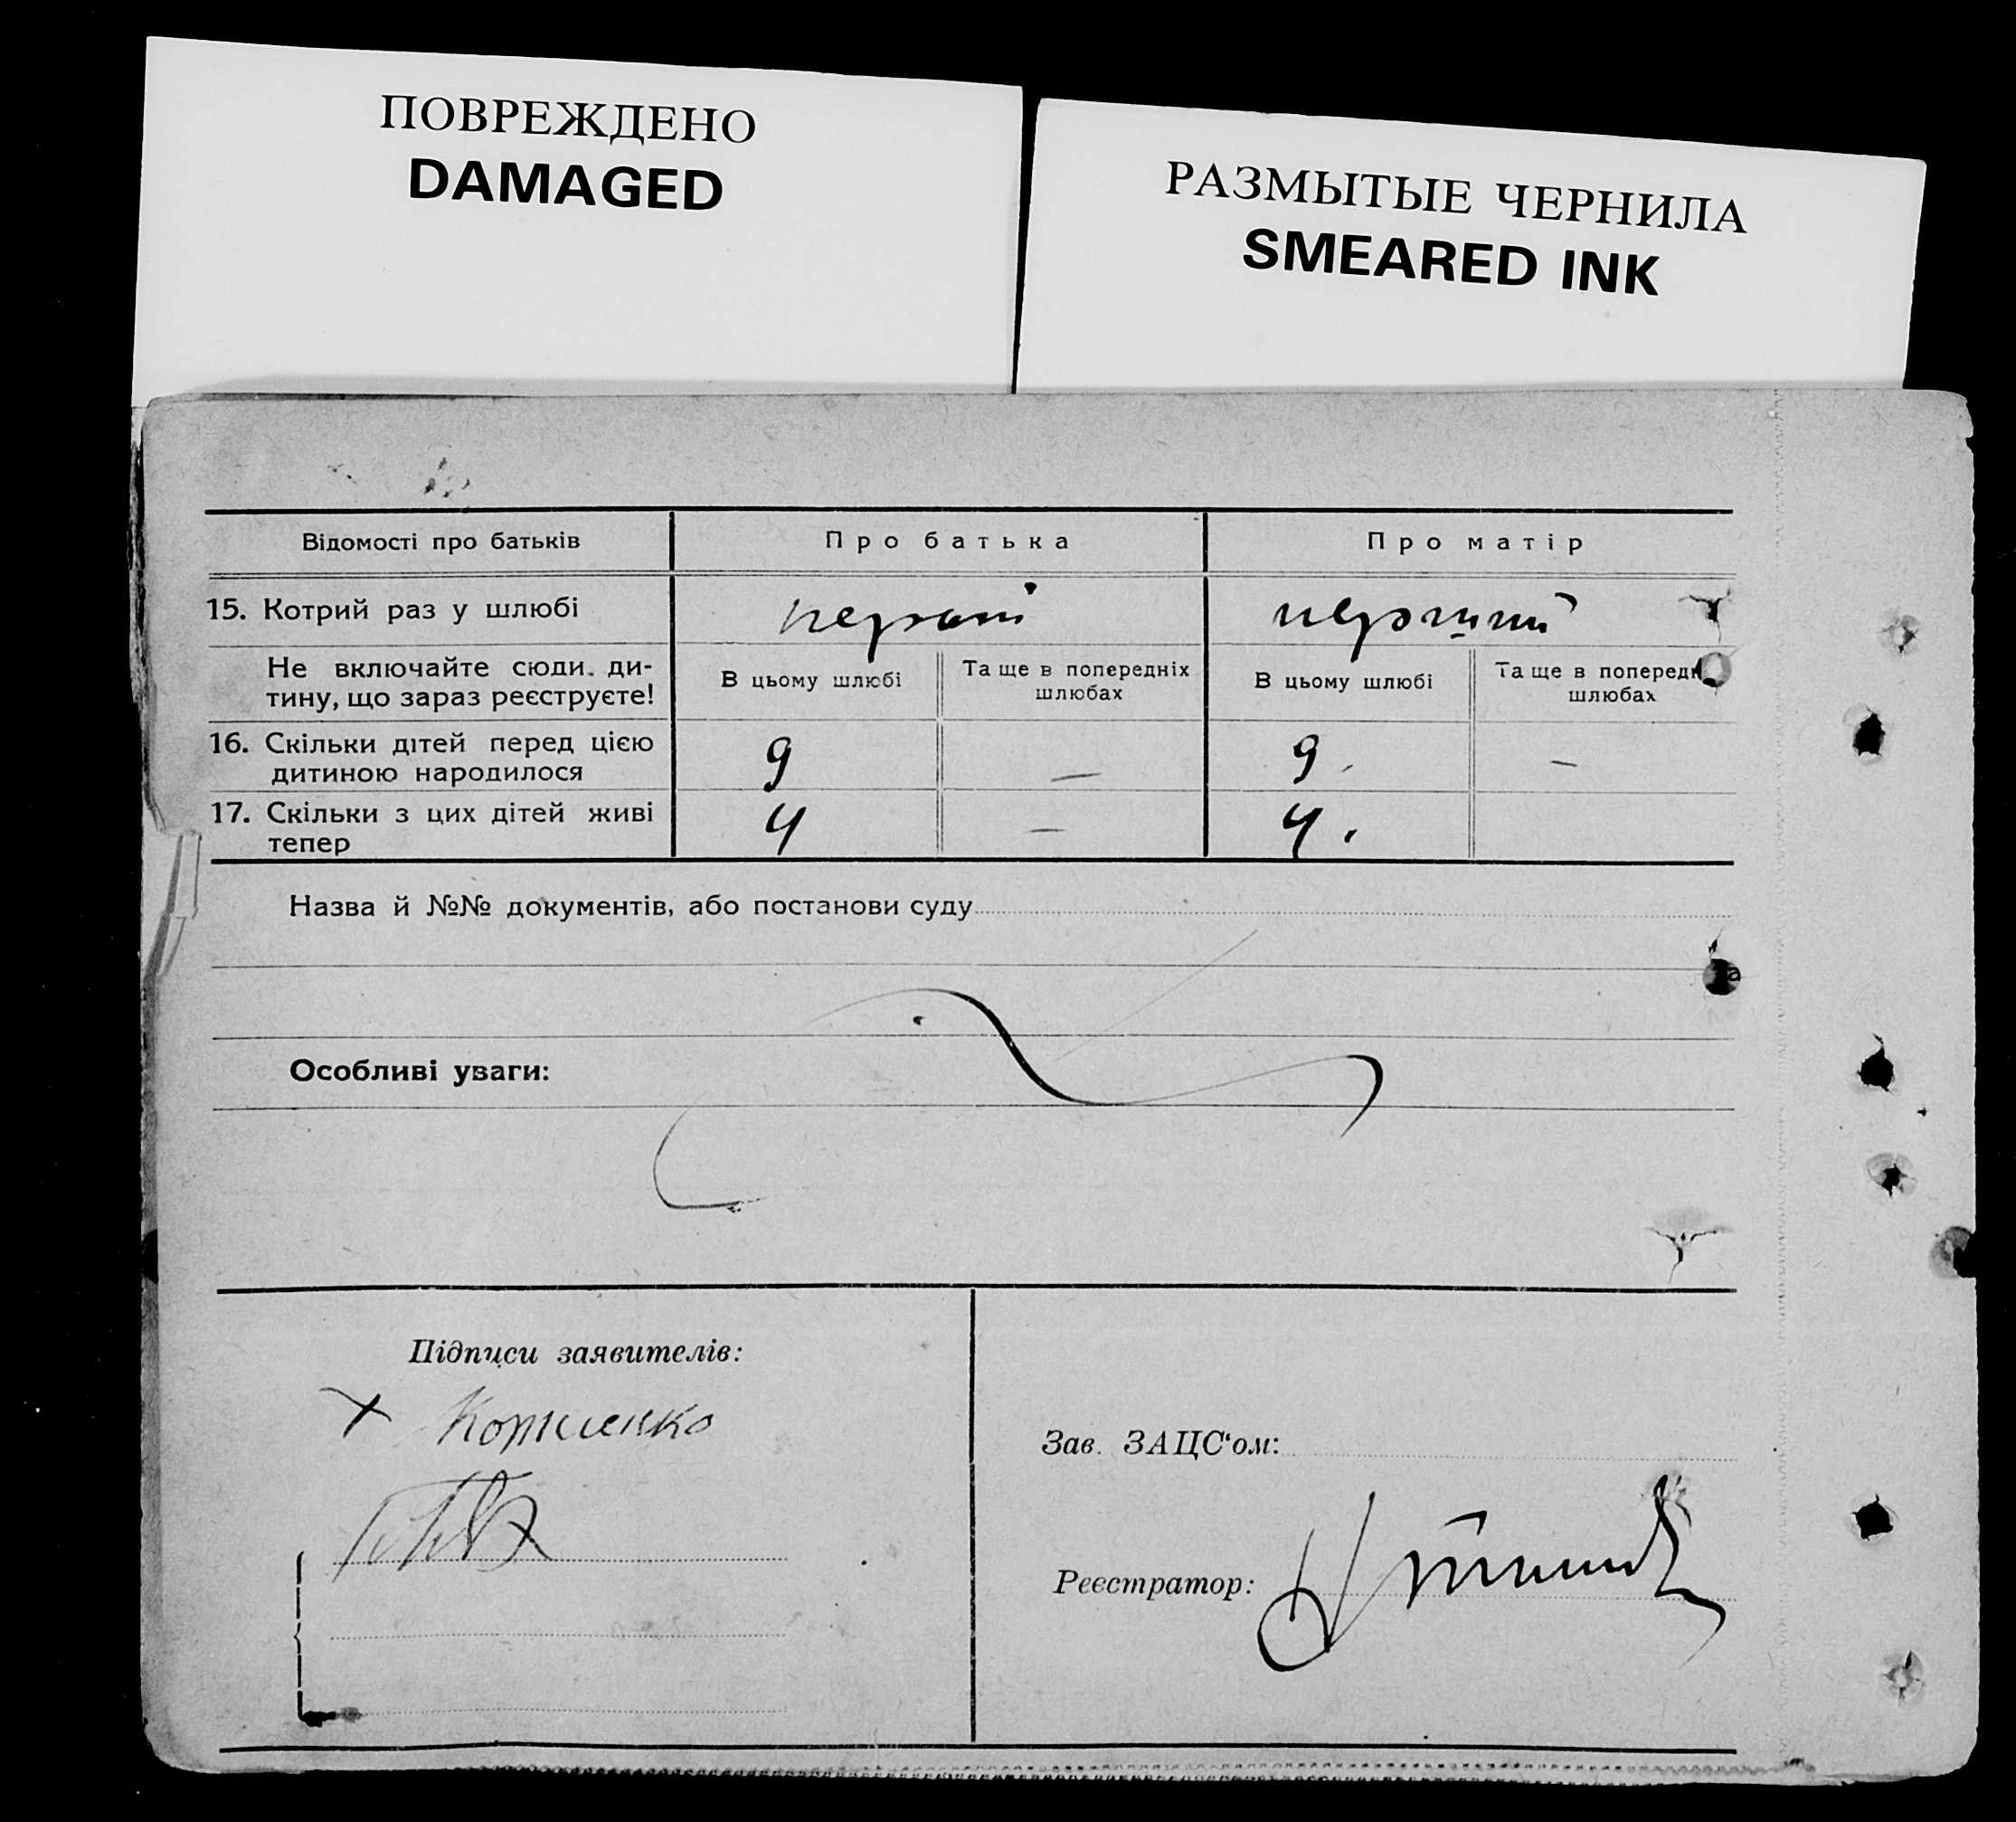 ПОВРЕЖДЕНО
DAMAGED
РАЗМЫТЫЕ ЧЕРНИЛА
SMEARED INK
Відомості про батьків
Про батька
Про матір
15. Котрий раз у шлюбі
перший
Не включайте сюди ди-
тину, що зараз реєструєте!
В цьому шлюбі
Та ще в попередніх
шлюбах
В цьому шлюбі
Та ще в попередн
шлюбах
16. Скільки дітей перед цією
дитиною народилося
9
—
9.
—
17. Скільки з цих дітей живі
тепер
4
—
4.
Назва й №№ документів, або постанови суду
Особливі уваги:
Підписи заявителів:
Х Корниенко
Зав. ЗАЦС‘ом:
Реєстратор: